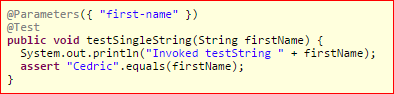 @Parameters({ "first-name" })
@Test
public void testSingleString(String firstName) {
  System.out.println("Invoked testString " + firstName);
  assert "Cedric".equals(firstName);
}